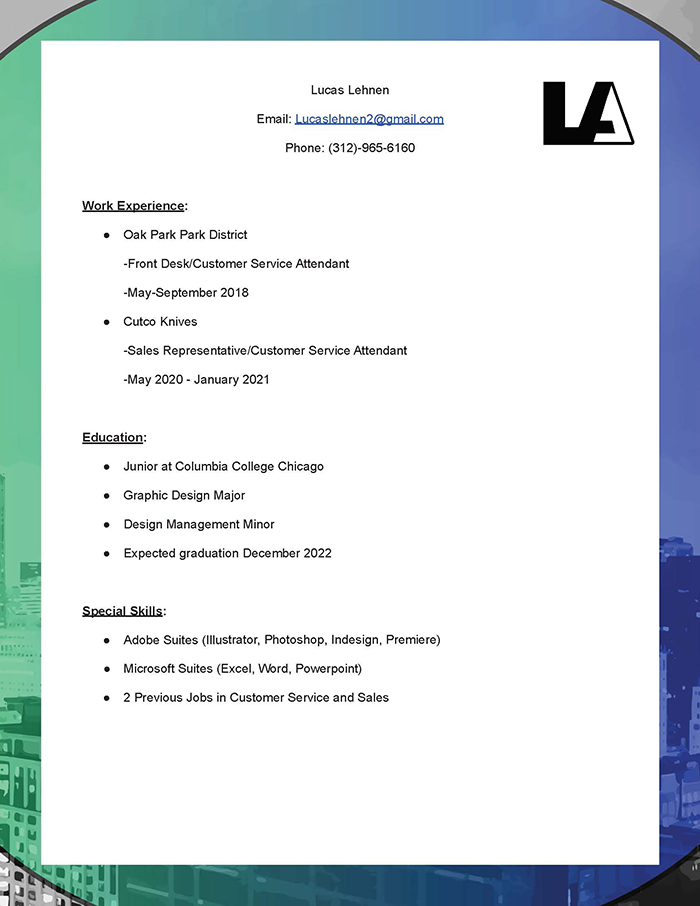 Lucas Lehnen
LA
Email: Lucaslehnen2@gmail.com
Phone: (312)-965-6160
Work Experience:
● Oak Park Park District
-Front Desk/Customer Service Attendant
-May-September 2018
● Cutco Knives
-Sales Representative/Customer Service Attendant
-May 2020 - January 2021
Education:
● Junior at Columbia College Chicago
● Graphic Design Major
● Design Management Minor
● Expected graduation December 2022
Special Skills:
● Adobe Suites (Illustrator, Photoshop, Indesign, Premiere)
● Microsoft Suites (Excel, Word, Powerpoint)
● 2 Previous Jobs in Customer Service and Sales